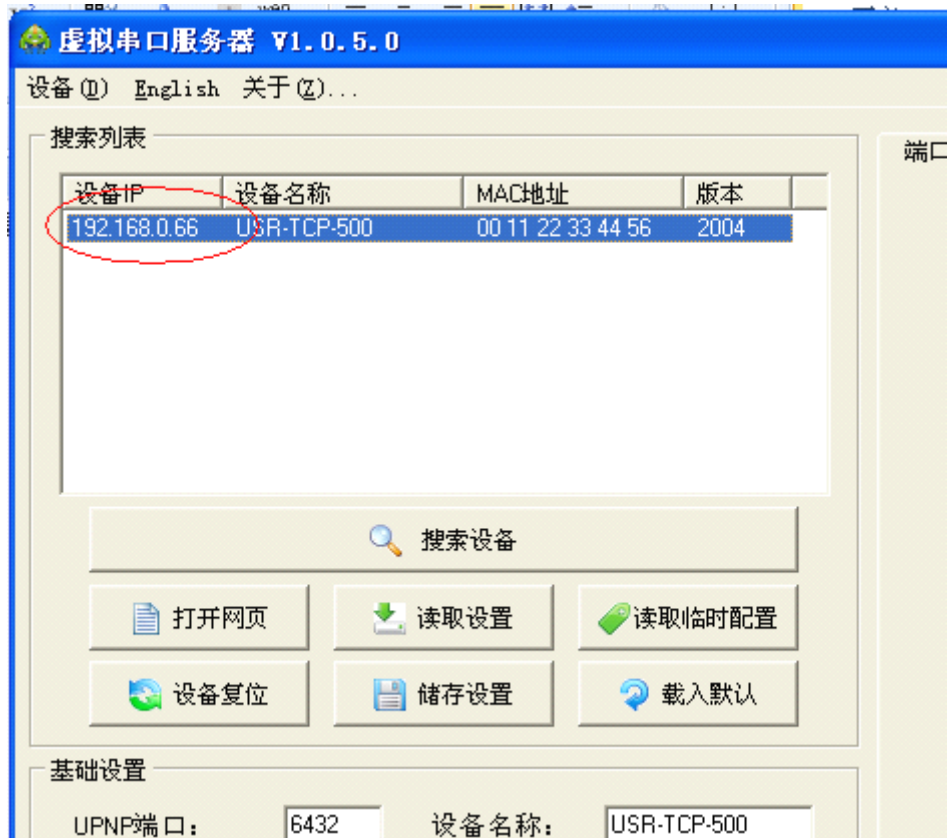 虚拟串口服务器 V1.0.5.0
设备(D) English 关于(Z)...
搜索列表
端口
设备IP 设备名称 MAC地址 版本
192.168.0.66 USR-TCP-500 00 11 22 33 44 56 2004
搜索设备
打开网页 读取设置 读取临时配置
设备复位 储存设置 载入默认
基础设置
UPNP端口： 6432 设备名称： USR-TCP-500